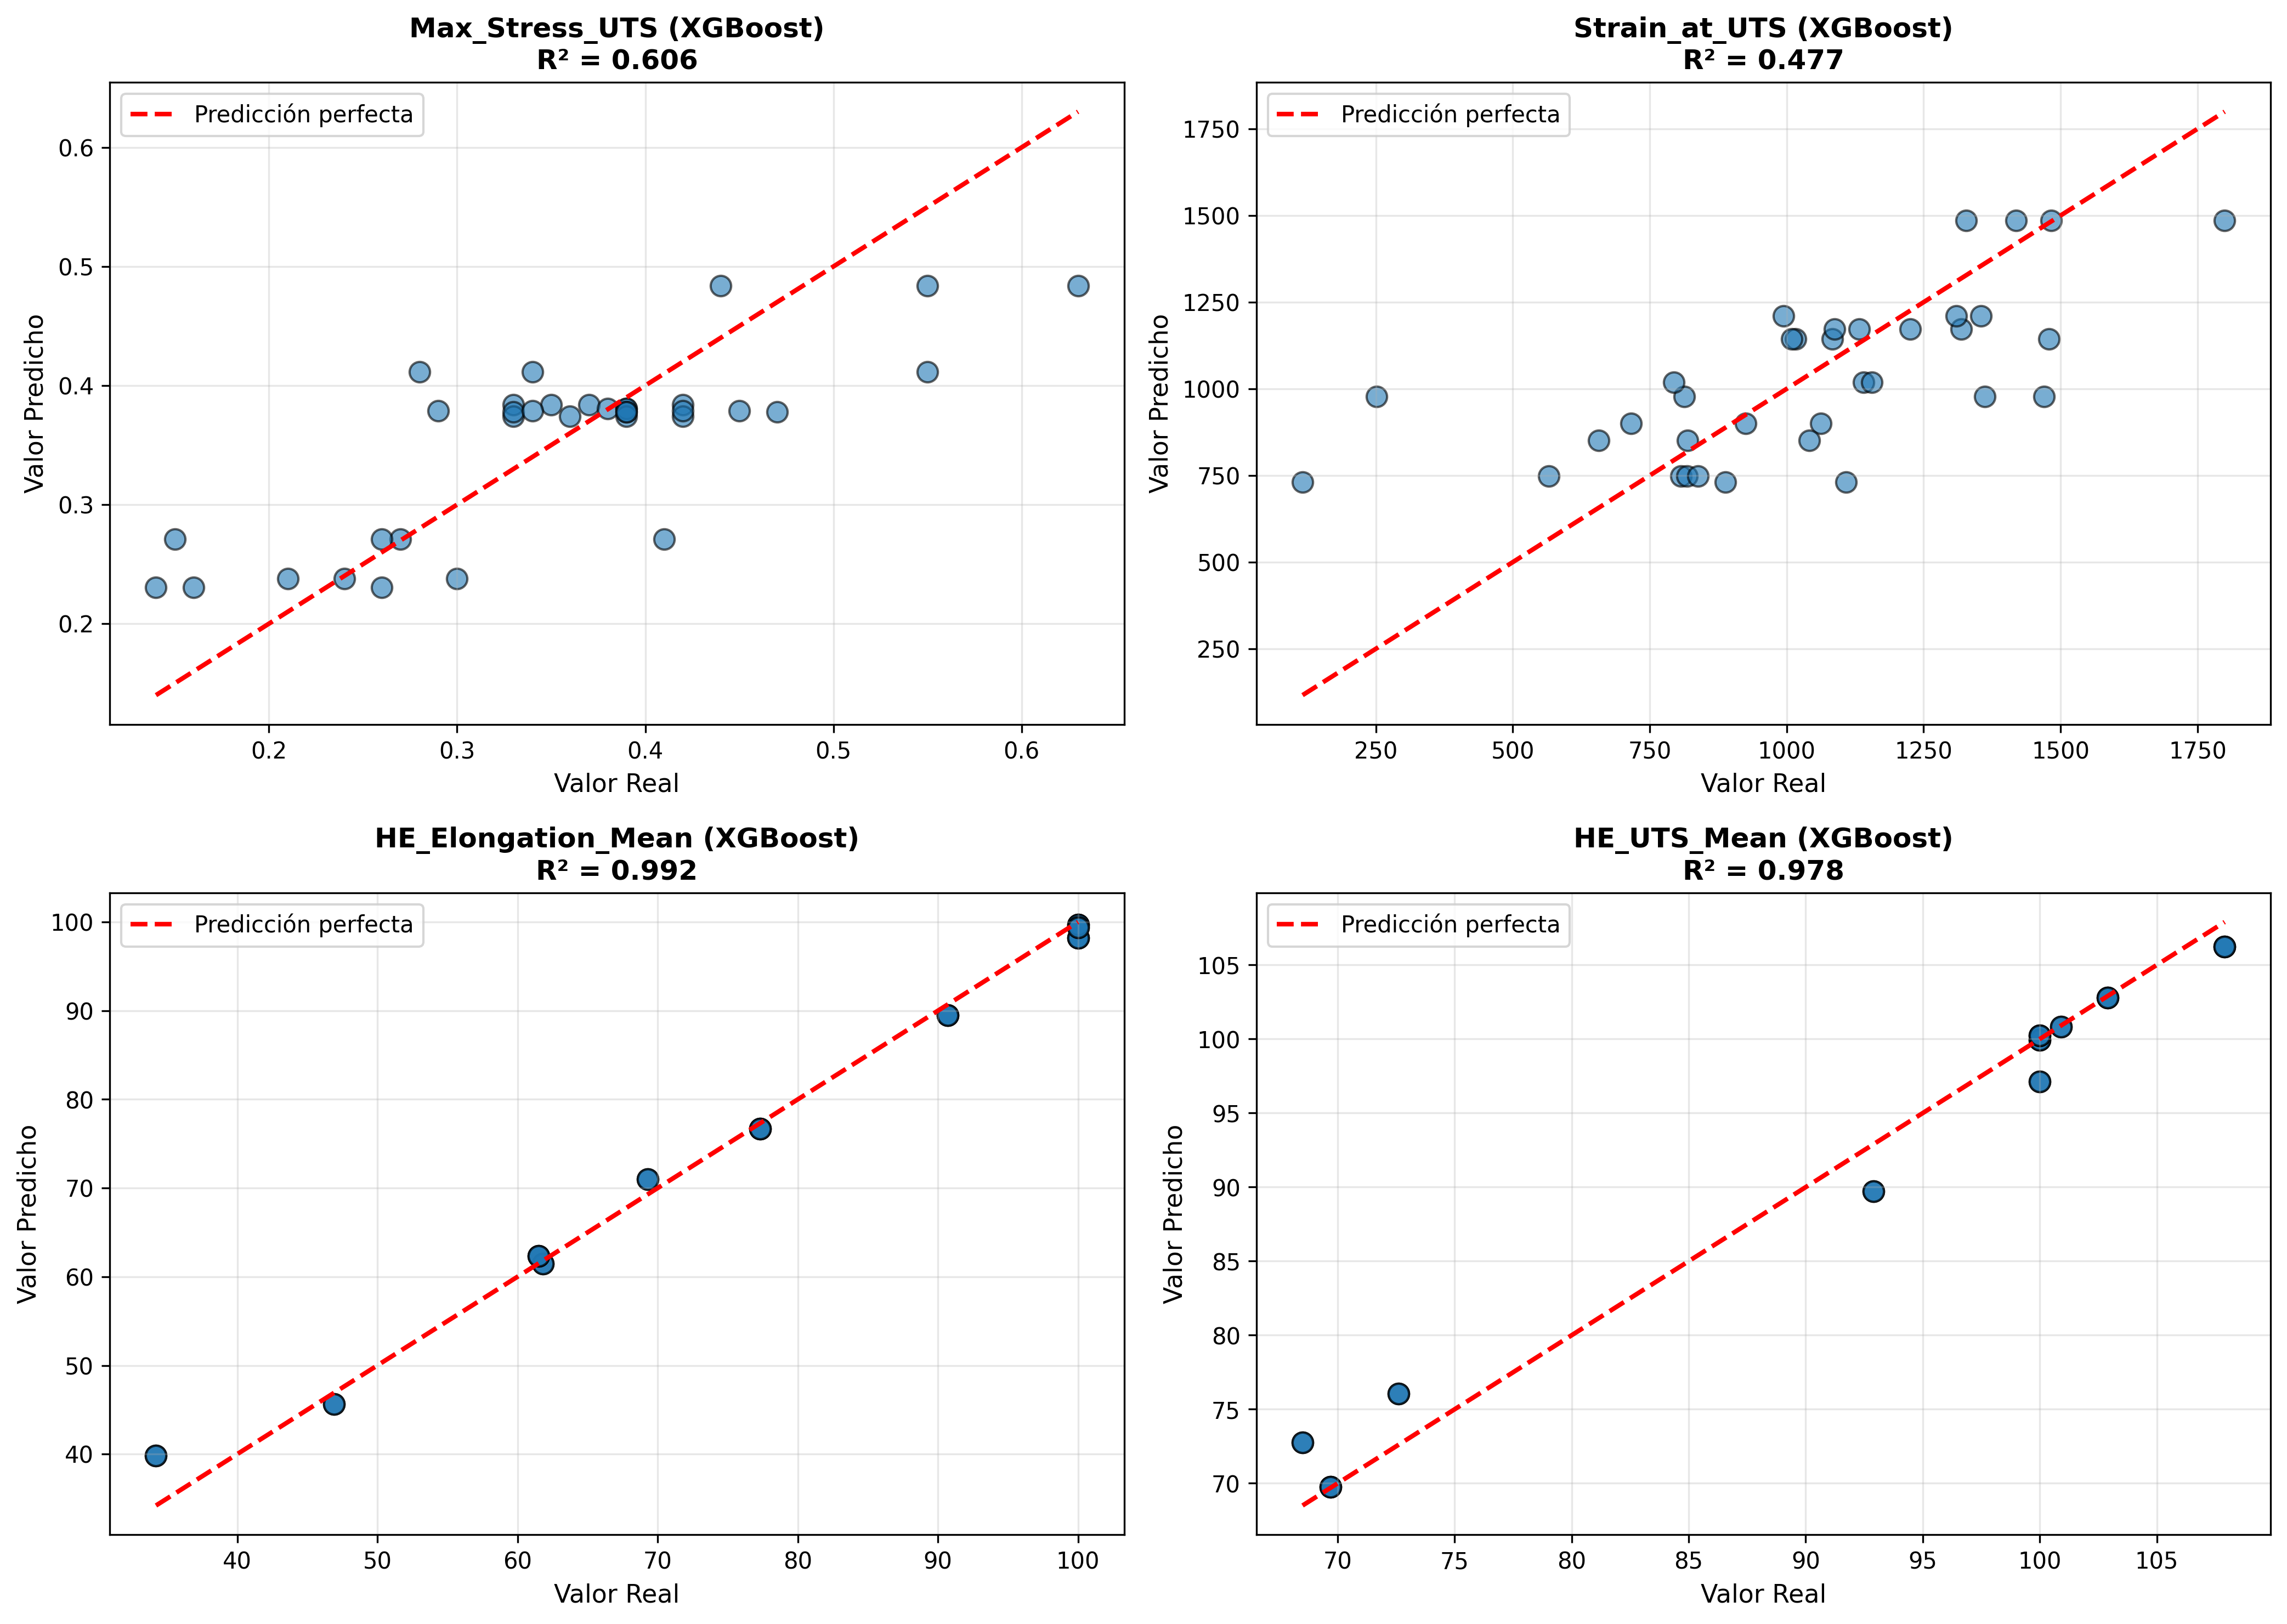 Max_Stress_UTS (XGBoost)
R² = 0.606
Predicción perfecta
0.6
0.5
0.4
0.3
0.2
Valor Predicho
0.2 0.3 0.4 0.5 0.6
Valor Real
Strain_at_UTS (XGBoost)
R² = 0.477
Predicción perfecta
1750
1500
1250
1000
750
500
250
Valor Predicho
250 500 750 1000 1250 1500 1750
Valor Real
HE_Elongation_Mean (XGBoost)
R² = 0.992
Predicción perfecta
100
90
80
70
60
50
40
Valor Predicho
40 50 60 70 80 90 100
Valor Real
HE_UTS_Mean (XGBoost)
R² = 0.978
Predicción perfecta
105
100
95
90
85
80
75
70
Valor Predicho
70 75 80 85 90 95 100 105
Valor Real